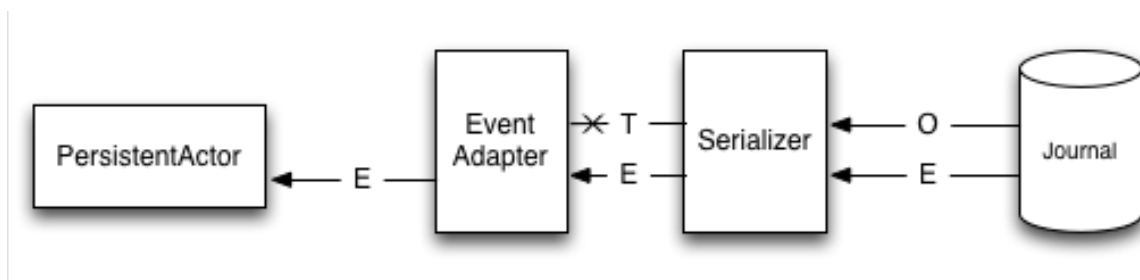 PersistentActor
E
Event
Adapter
T
E
Serializer
O
E
Journal